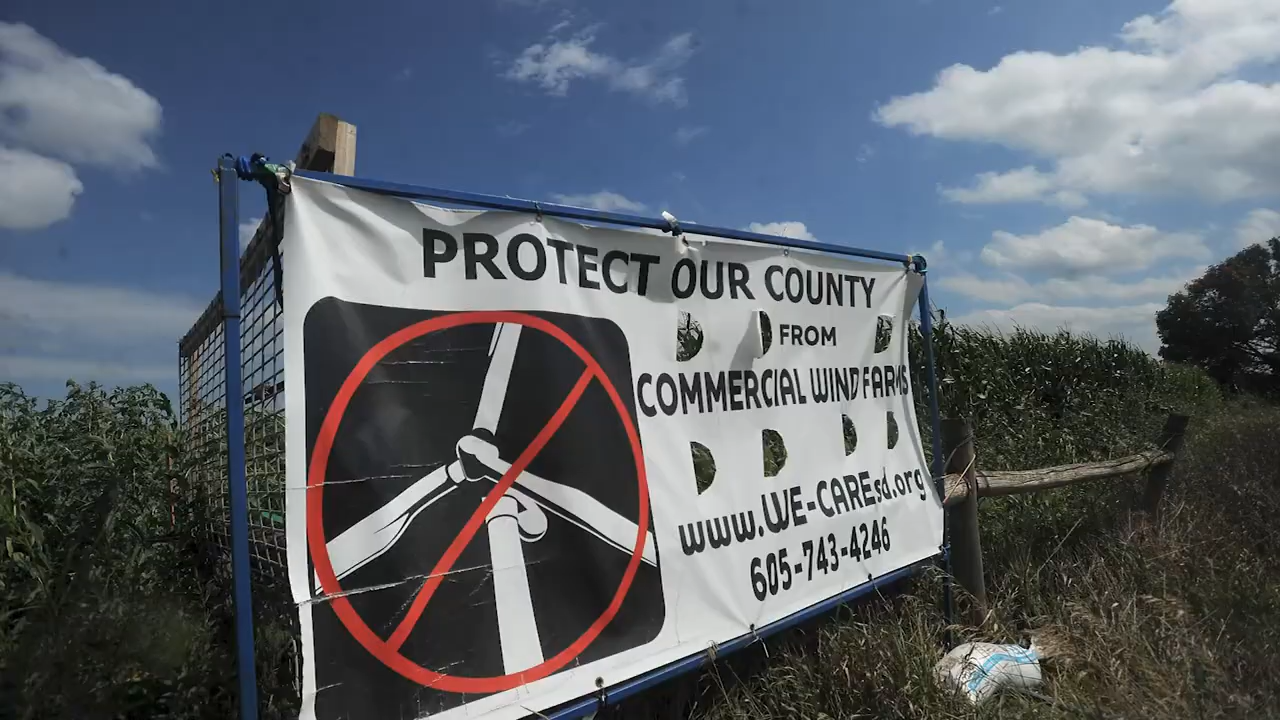 PROTECT OUR COUNTY
FROM
COMMERCIAL WIND FARMS
www.WE-CAREsd.org
605-743-4246